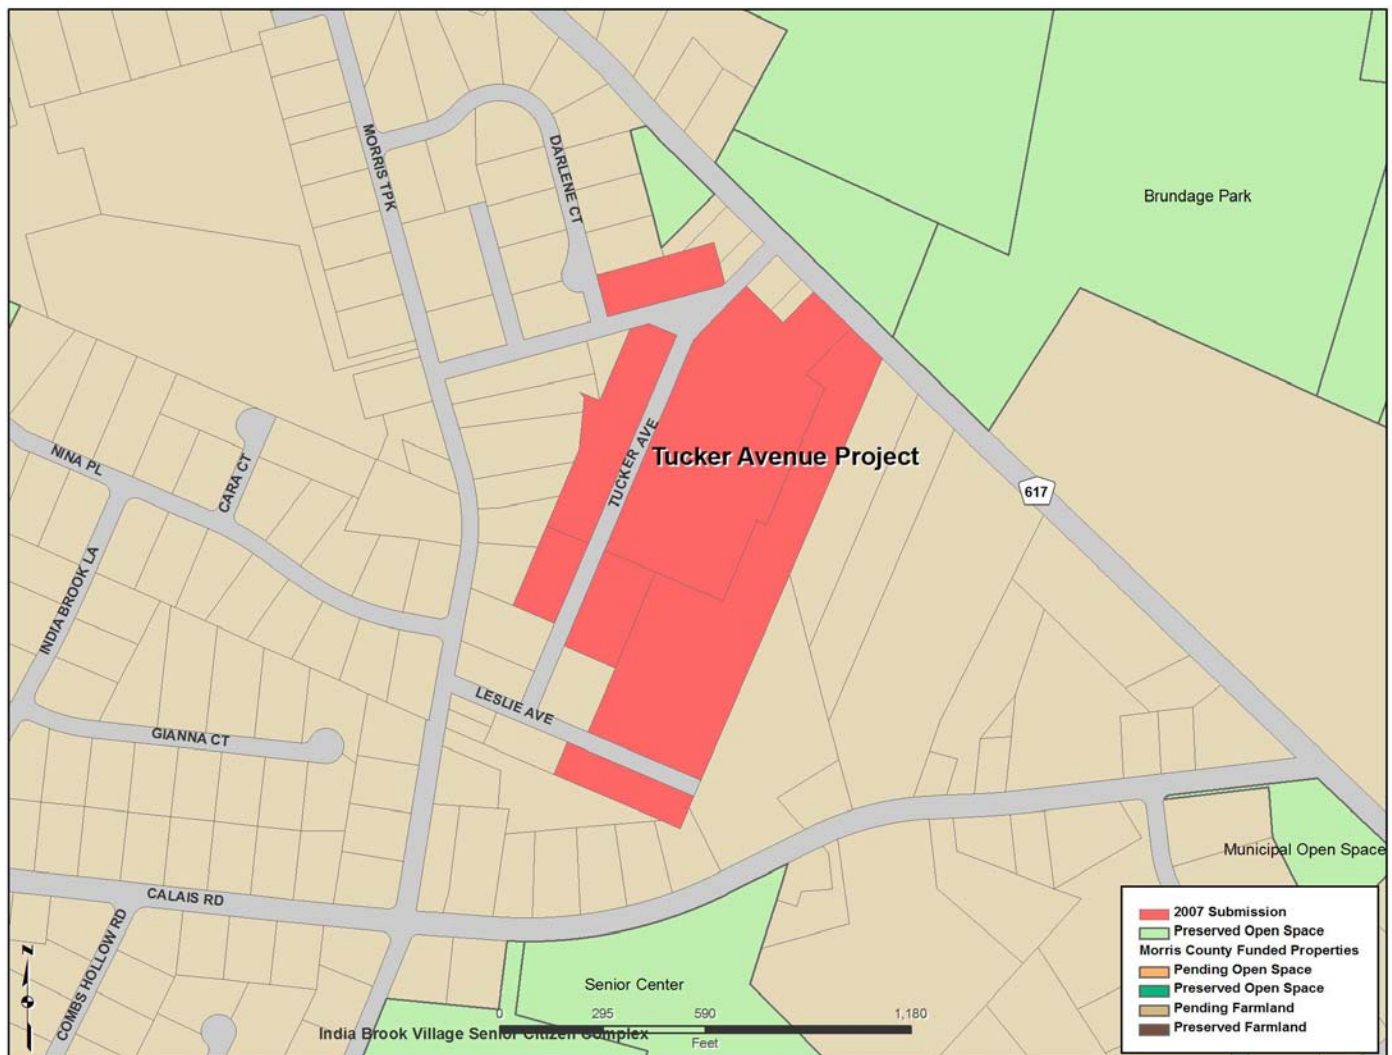 MORRIS TPK
DARLENE CT
Brundage Park
TUCKER AVE
Tucker Avenue Project
617
NINA PL
CARA CT
INDIA BROOK LA
LESLIE AVE
GIANNA CT
Municipal Open Space
CALAIS RD
COMBS HOLLOW RD
Senior Center
India Brook Village Senior Citizen Complex
N
0 295 590 1,180
Feet
2007 Submission
Preserved Open Space
Morris County Funded Properties
Pending Open Space
Preserved Open Space
Pending Farmland
Preserved Farmland